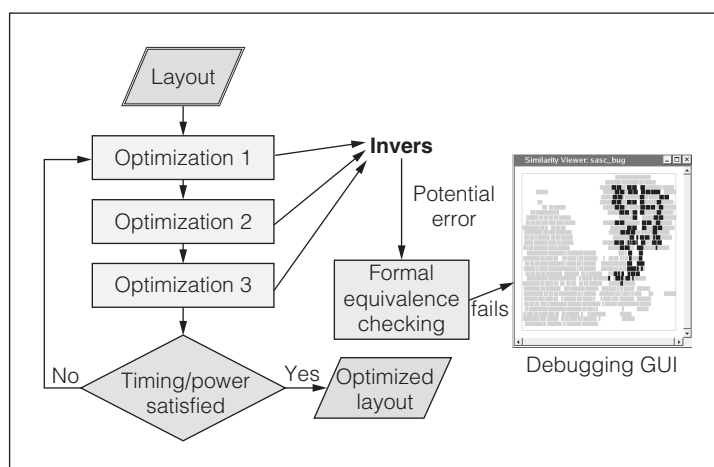 Layout
Optimization 1
Optimization 2
Optimization 3
Timing/power
satisfied
No
Yes
Optimized
layout
Invers
Potential
error
Formal
equivalence
checking
fails
Similarity Viewer: sasc_bug
Debugging GUI